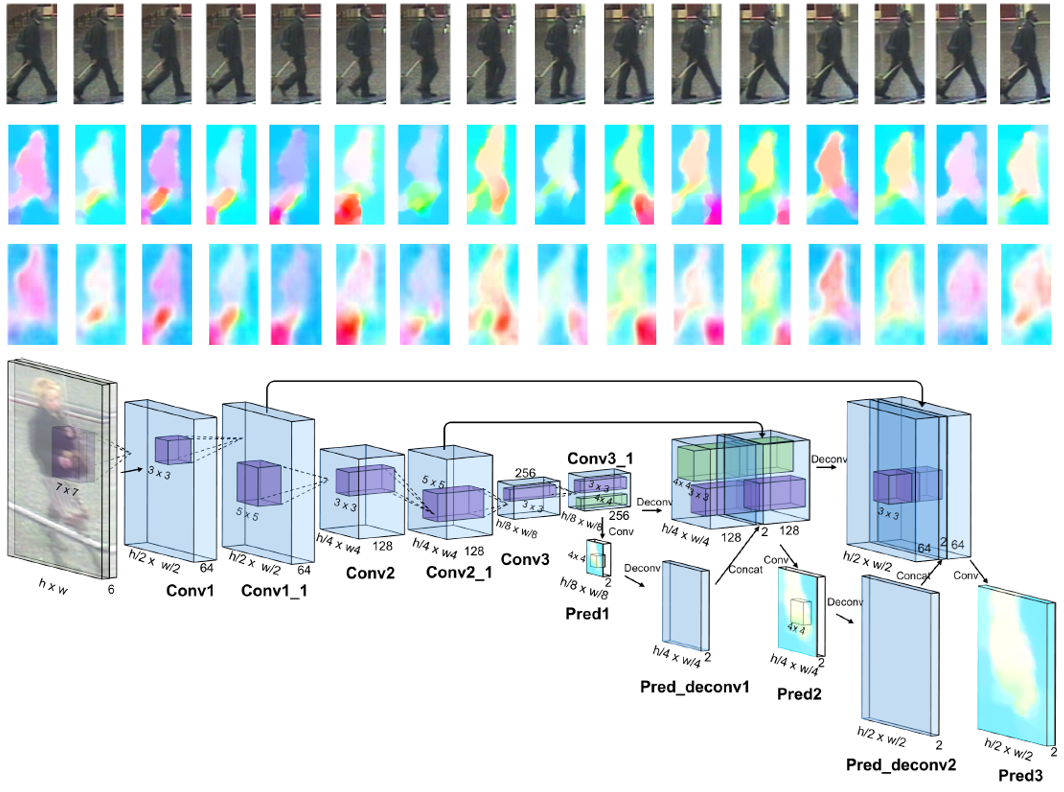 7 x 7
h x w
6
3 x 3
h/2 x w/2
64
Conv1
5 x 5
h/2 x w/2
64
Conv1_1
3 x 3
h/4 x w4
128
Conv2
5 x 5
h/4 x w4
128
Conv2_1
256
3 x 3
h/8 x w/8
Conv3
Conv3_1
3 x 3
4 x 4
h/8 x w/8
256
Conv
4 x 4
2
h/8 x w/8
Pred1
Deconv
Deconv
h/4 x w/4
2
Pred_deconv1
4 x 4
3 x 3
h/4 x w/4
128
2
128
Concat
Conv
4 x 4
h/4 x w/4
2
Pred2
Deconv
Deconv
3 x 3
h/2 x w/2
64
2
64
Concat
Conv
h/2 x w/2
2
Pred_deconv2
h/2 x w/2
2
Pred3